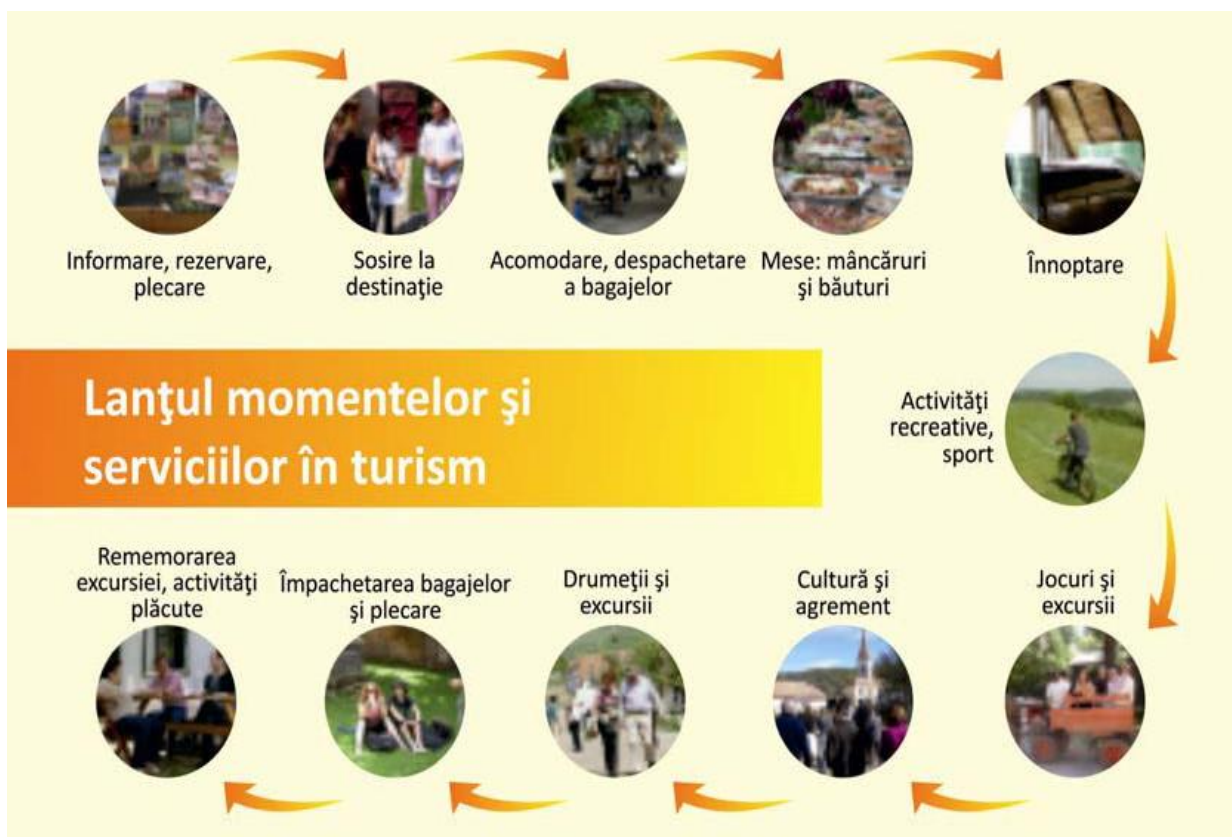 Informare, rezervare,
plecare
Sosire la
destinaţie
Acomodare, despachetare
a bagajelor
Mese: mâncăruri
şi băuturi
Înnoptare
Lanţul momentelor şi
serviciilor în turism
Activităţi
recreative,
sport
Jocuri şi
excursii
Cultură şi
agrement
Drumeţii şi
excursii
Împachetarea bagajelor
şi plecare
Rememorarea
excursiei, activităţi
plăcute